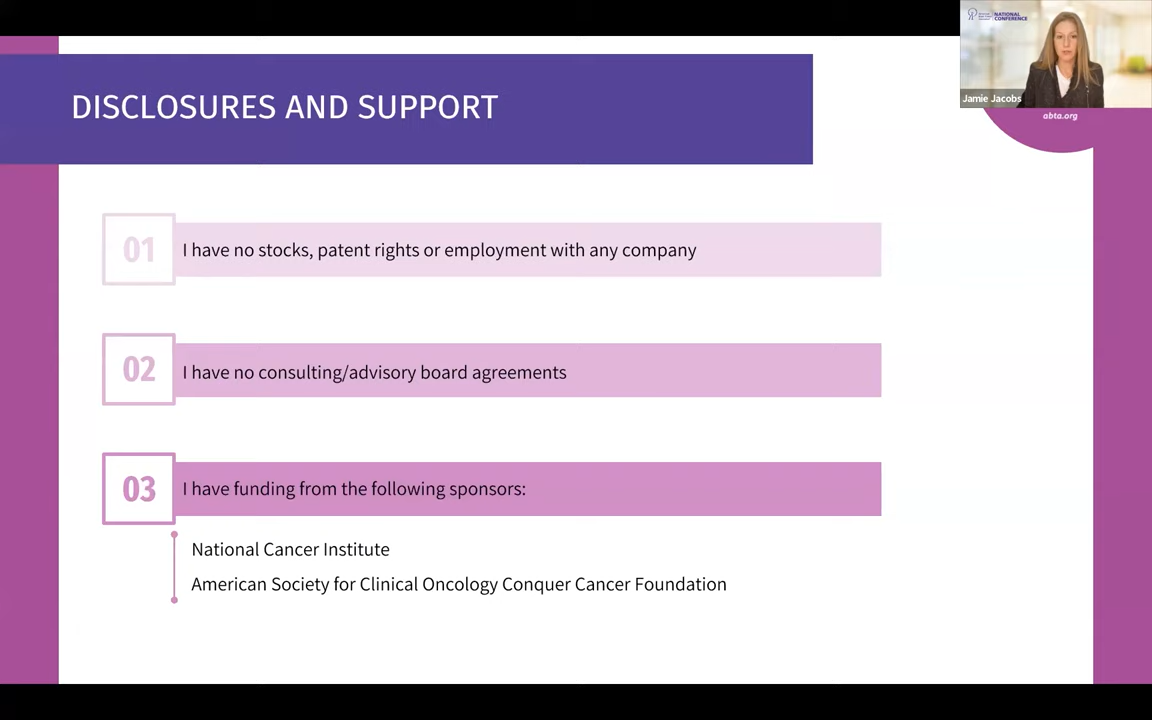 DISCLOSURES AND SUPPORT
NATIONAL
CONFERENCE
Jamie Jacobs
abta.org
01
I have no stocks, patent rights or employment with any company
02
I have no consulting/advisory board agreements
03
I have funding from the following sponsors:
National Cancer Institute
American Society for Clinical Oncology Conquer Cancer Foundation